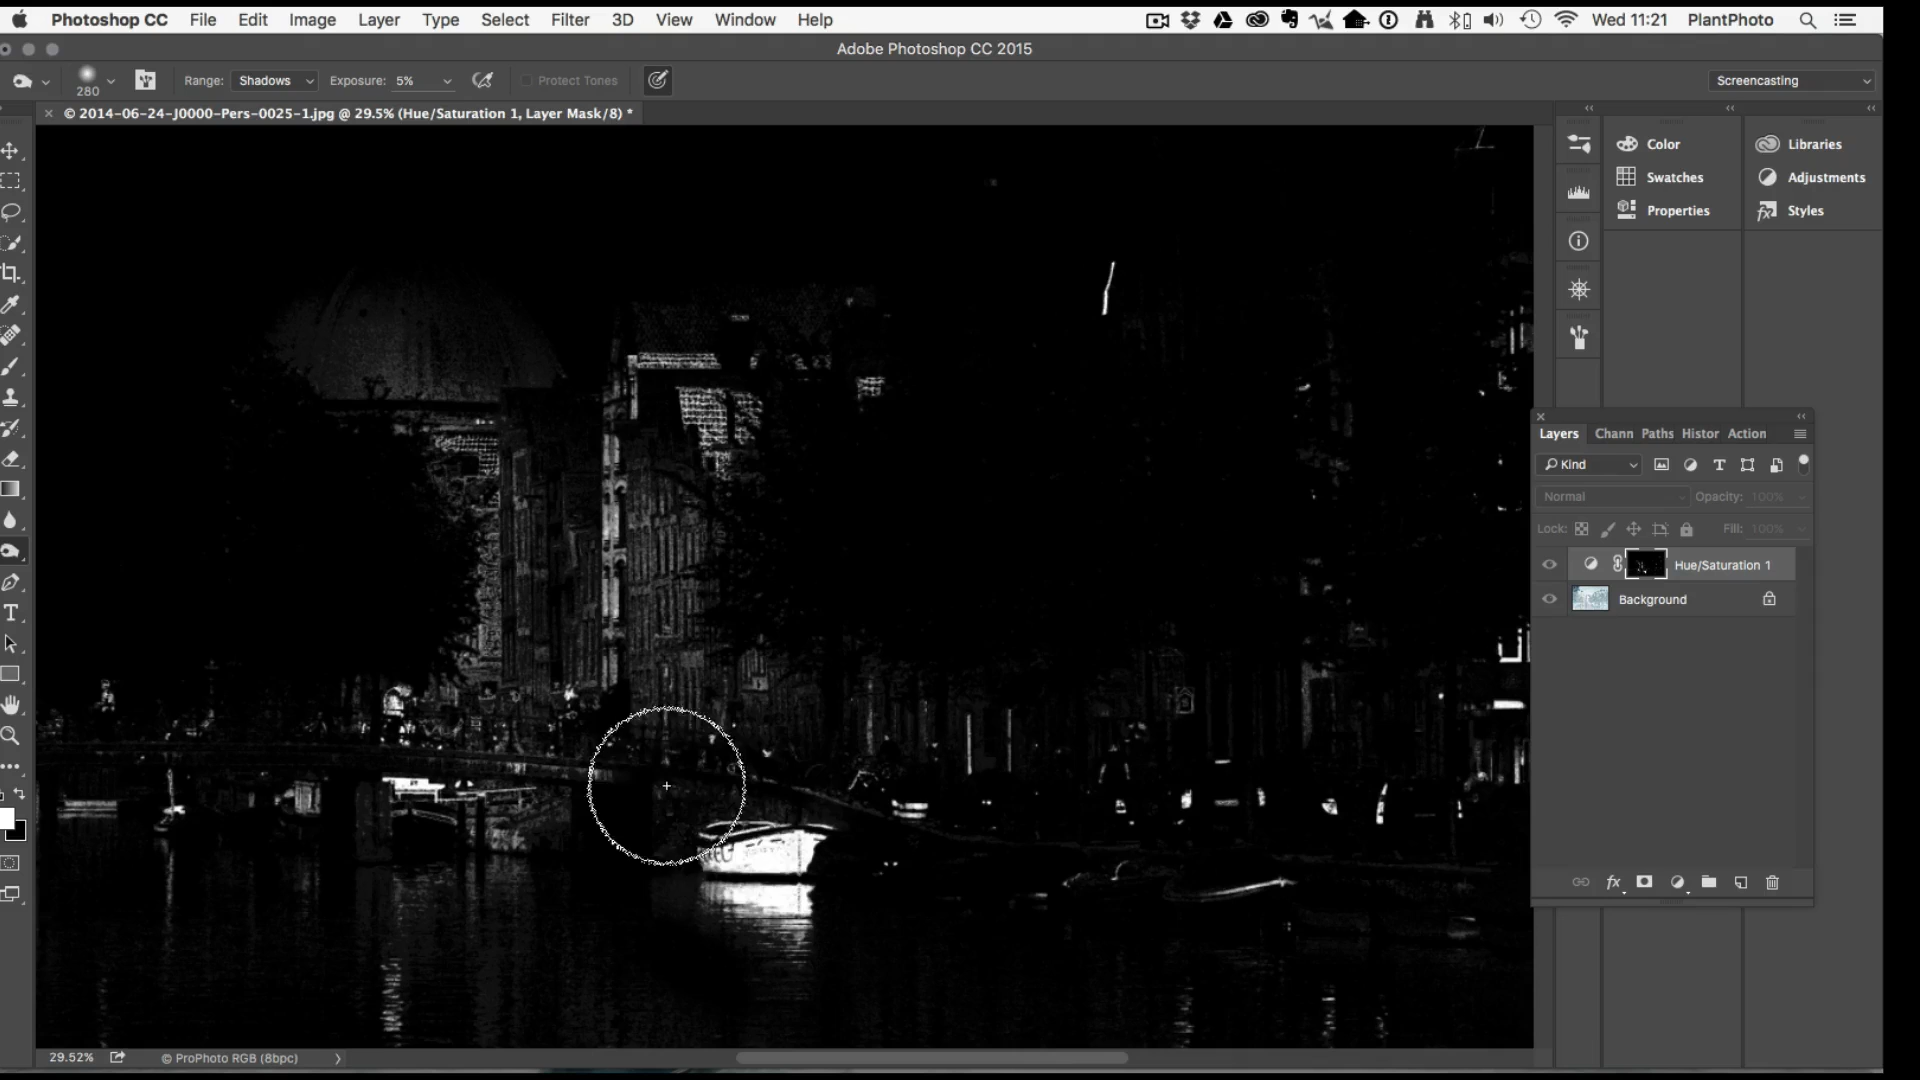 Photoshop CC File Edit Image Layer Type Select Filter 3D View Window Help Wed 11:21 PlantPhoto
Adobe Photoshop CC 2015
280 Range: Shadows Exposure: 5% Protect Tones Screencasting
© 2014-06-24-J0000-Pers-0025-1.jpg @ 29.5% (Hue/Saturation 1, Layer Mask/8) *
Color Libraries
Swatches Adjustments
Properties Styles
Layers Chann Paths Histor Action
Kind
Normal Opacity: 100%
Lock: Fill: 100%
Hue/Saturation 1
Background
29.52% © ProPhoto RGB (8bpc)